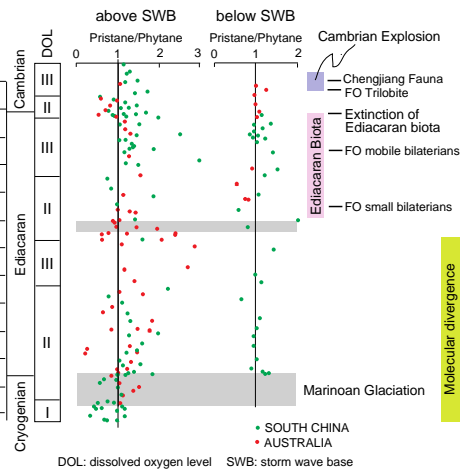 above SWB
below SWB
DOL
Pristane/Phytane
Pristane/Phytane
0 1 2 3
0 1 2
Cambrian Explosion
Cambrian
Ediacaran
Cryogenian
III
II
III
II
III
II
I
Chengjiang Fauna
FO Trilobite
Extinction of
Ediacaran biota
FO mobile bilaterians
FO small bilaterians
Ediacaran Biota
Molecular divergence
Marinoan Glaciation
SOUTH CHINA
AUSTRALIA
DOL: dissolved oxygen level SWB: storm wave base